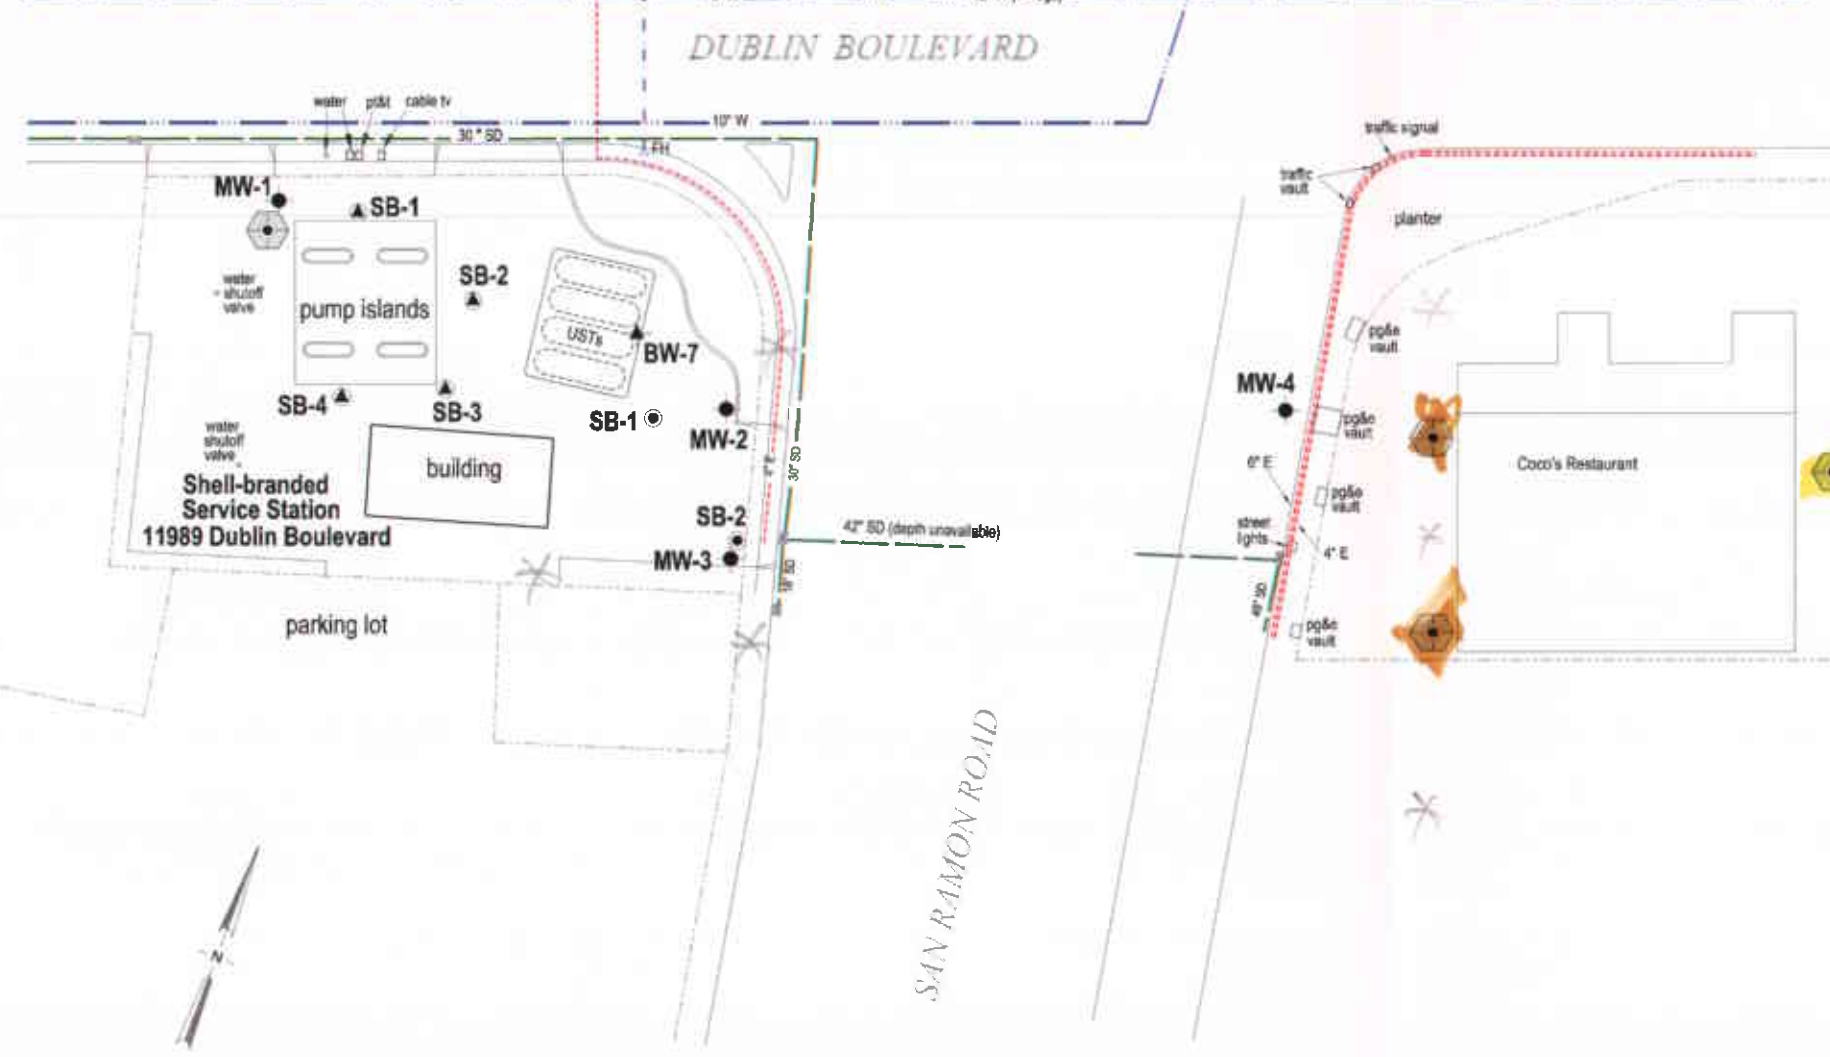 DUBLIN BOULEVARD
water
pt&t
cable tv
10" W
30" SD
FH
traffic signal
traffic
vault
planter
MW-1
SB-1
water
shutoff
valve
pump islands
SB-2
USTs
BW-7
SB-4
SB-3
SB-1
MW-2
water
shutoff
valve
building
Shell-branded
Service Station
11989 Dublin Boulevard
30" SD
SB-2
MW-3
18" SD
42" SD (depth unavailable)
parking lot
pg&e
vault
MW-4
pg&e
vault
6" E
Coco's Restaurant
pg&e
vault
street
lights
4" E
pg&e
vault
SAN RAMON ROAD
N